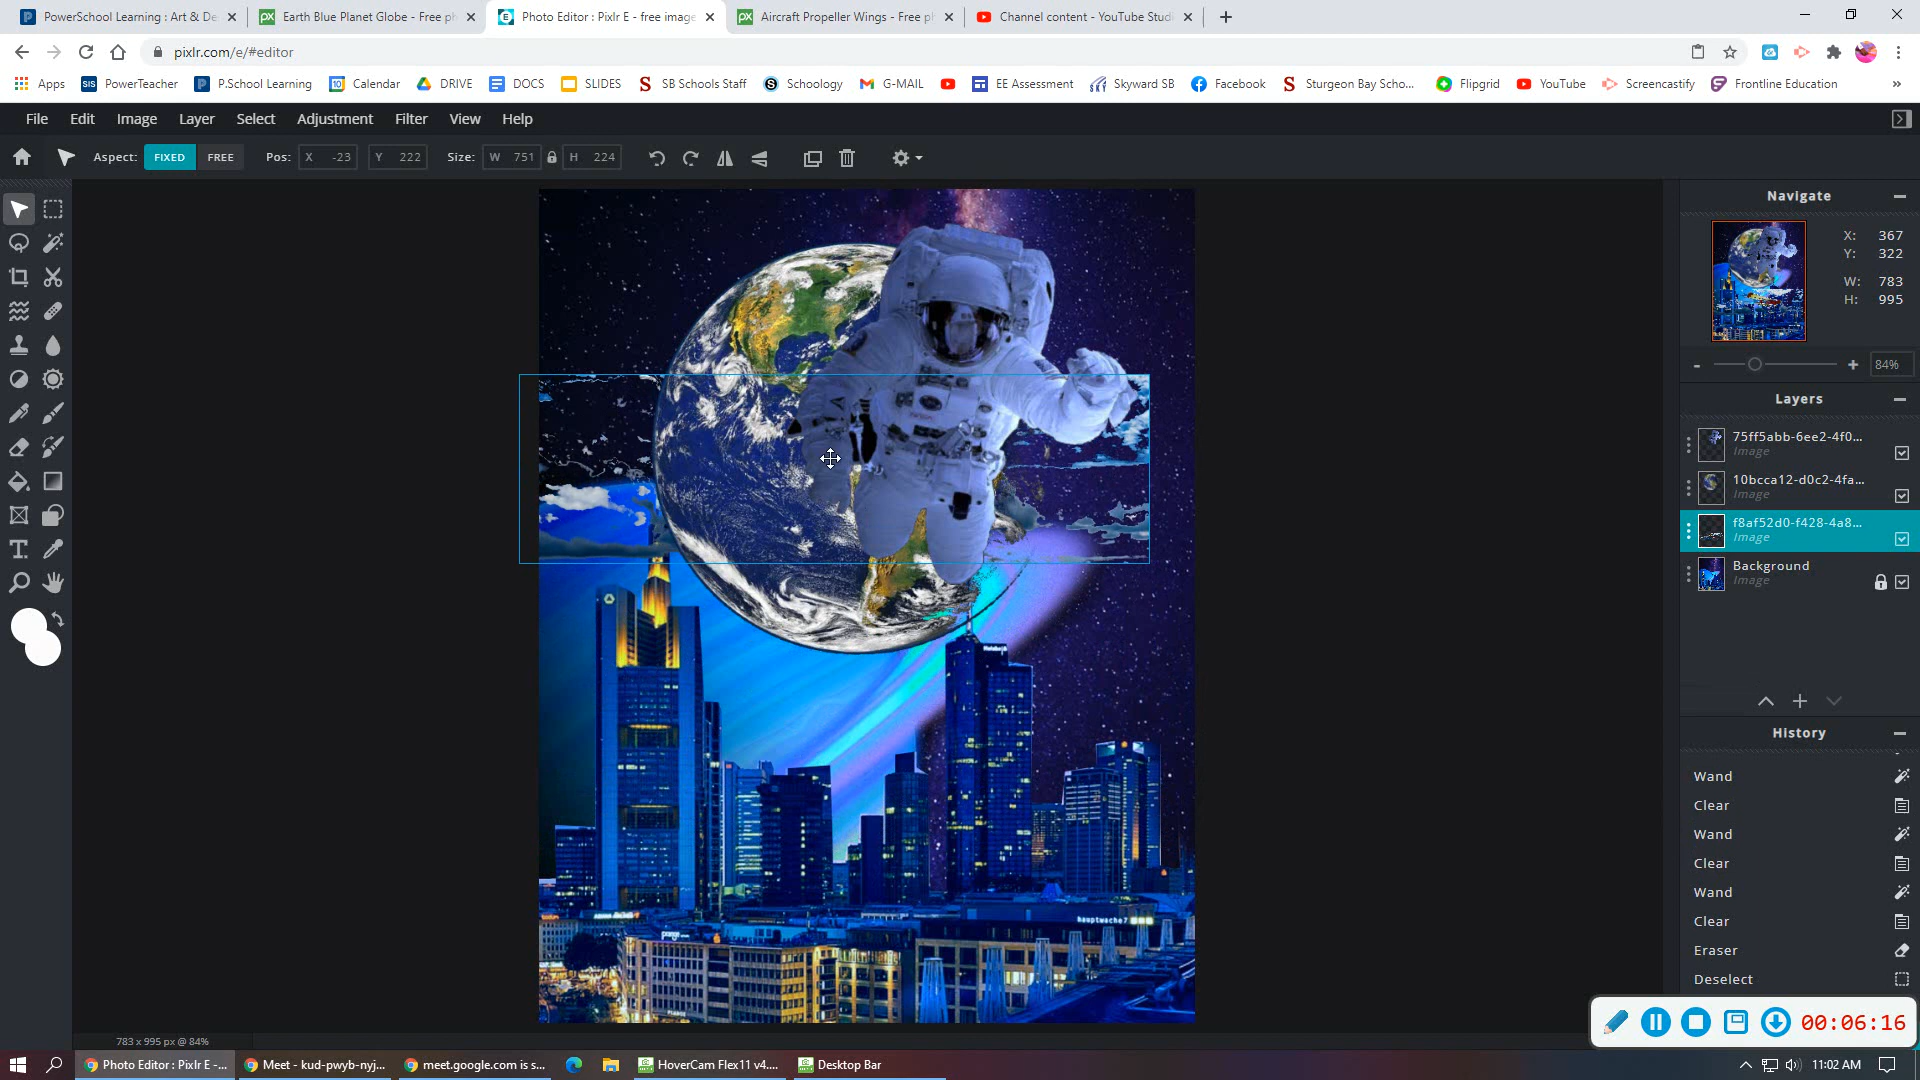 PowerSchool Learning : Art & De
Earth Blue Planet Globe - Free ph
Photo Editor : Pixlr E - free image
Aircraft Propeller Wings - Free ph
Channel content - YouTube Studi
pixlr.com/e/#editor
Apps
SIS PowerTeacher
P.School Learning
Calendar
DRIVE
DOCS
SLIDES
SB Schools Staff
Schoology
G-MAIL
EE Assessment
Skyward SB
Facebook
Sturgeon Bay Scho...
Flipgrid
YouTube
Screencastify
Frontline Education
File Edit Image Layer Select Adjustment Filter View Help
Aspect: FIXED FREE Pos: X -23 Y 222 Size: W 751 H 224
Navigate
X: 367
Y: 322
W: 783
H: 995
84%
Layers
75ff5abb-6ee2-4f0...
Image
10bcca12-d0c2-4fa...
Image
f8af52d0-f428-4a8...
Image
Background
Image
hauptwache7
History
Wand
Clear
Wand
Clear
Wand
Clear
Eraser
Deselect
00:06:16
783 x 995 px @ 84%
Photo Editor : Pixlr E -...
Meet - kud-pwyb-nyj...
meet.google.com is s...
HoverCam Flex11 v4....
Desktop Bar
11:02 AM